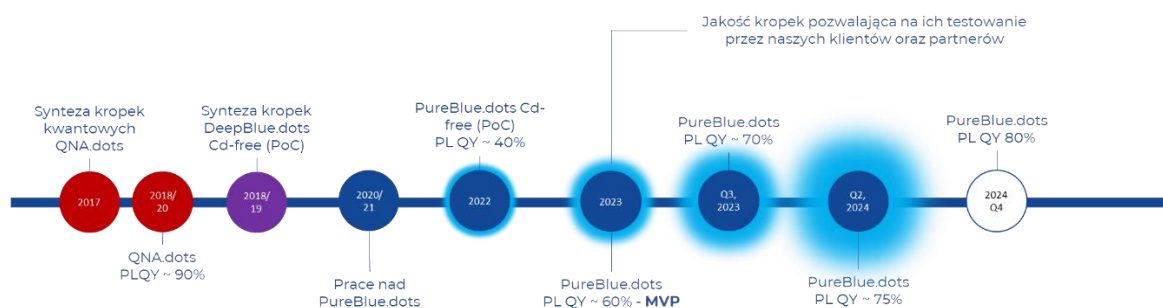 Jakość kropek pozwalająca na ich testowanie
przez naszych klientów oraz partnerów
Synteza kropek
kwantowych
QNA.dots
Synteza kropek
DeepBlue.dots
Cd-free (PoC)
PureBlue.dots Cd-
free (PoC)
PL QY ~ 40%
PureBlue.dots
PL QY ~ 70%
PureBlue.dots
PL QY 80%
2017
2018/
20
2018/
19
2020/
21
2022
2023
Q3,
2023
Q2,
2024
2024
Q4
QNA.dots
PLQY ~ 90%
Prace nad
PureBlue.dots
PureBlue.dots
PL QY ~ 60% - MVP
PureBlue.dots
PL QY ~ 75%